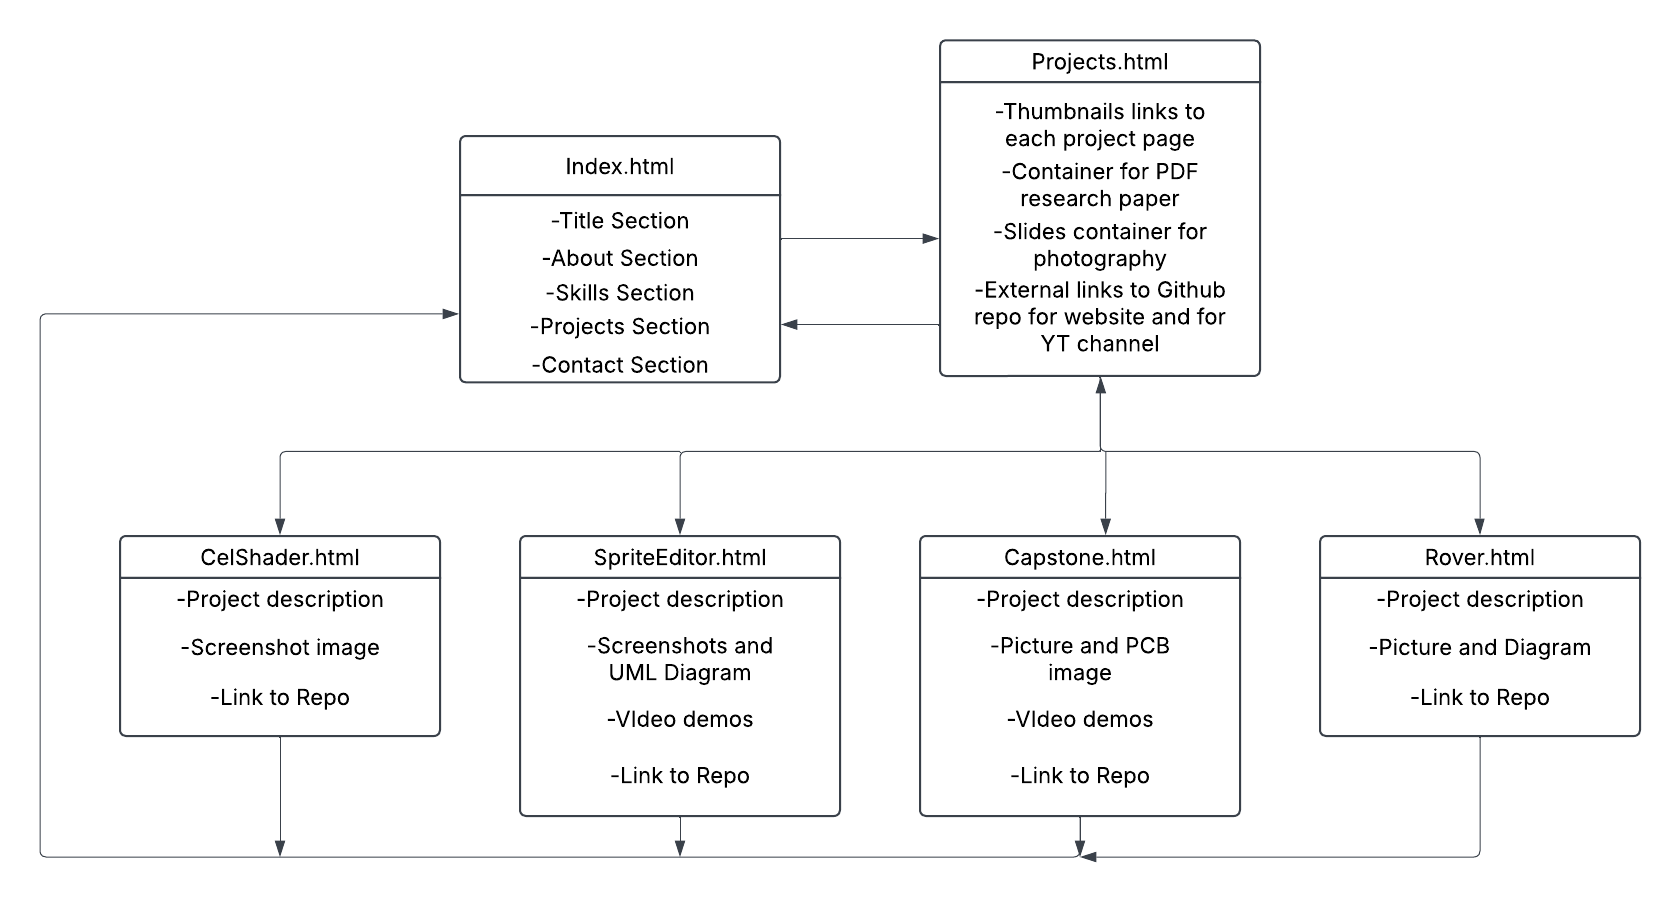 Projects.html
-Thumbnails links to
each project page
-Container for PDF
research paper
-Slides container for
photography
-External links to Github
repo for website and for
YT channel
Index.html
-Title Section
-About Section
-Skills Section
-Projects Section
-Contact Section
CelShader.html
-Project description
-Screenshot image
-Link to Repo
SpriteEditor.html
-Project description
-Screenshots and
UML Diagram
-VIdeo demos
-Link to Repo
Capstone.html
-Project description
-Picture and PCB
image
-VIdeo demos
-Link to Repo
Rover.html
-Project description
-Picture and Diagram
-Link to Repo